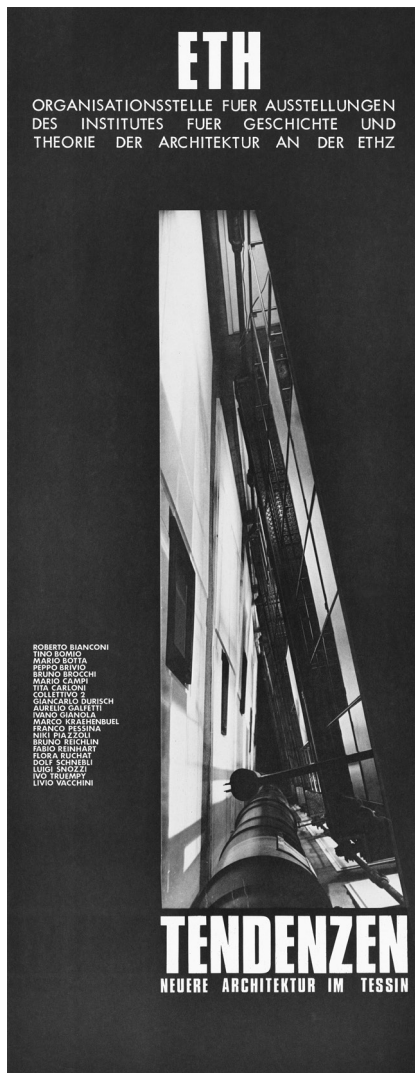 ETH
ORGANISATIONSSTELLE FUER AUSSTELLUNGEN
DES INSTITUTES FUER GESCHICHTE UND
THEORIE DER ARCHITEKTUR AN DER ETHZ
ROBERTO BIANCONI
TINO BOMIO
MARIO BOTTA
PEPPO BRIVIO
BRUNO BROCCHI
MARIO CAMPI
TITA CARLONI
COLLETTIVO 2
GIANCARLO DURISCH
AURELIO GALFETTI
IVANO GIANOLA
MARCO KRAEHENBUEL
FRANCO PESSINA
NIKI PIAZZOLI
BRUNO REICHLIN
FABIO REINHART
FLORA RUCHAT
DOLF SCHNEBLI
LUIGI SNOZZI
IVO TRUEMPY
LIVIO VACCHINI
TENDENZEN
NEUERE ARCHITEKTUR IM TESSIN